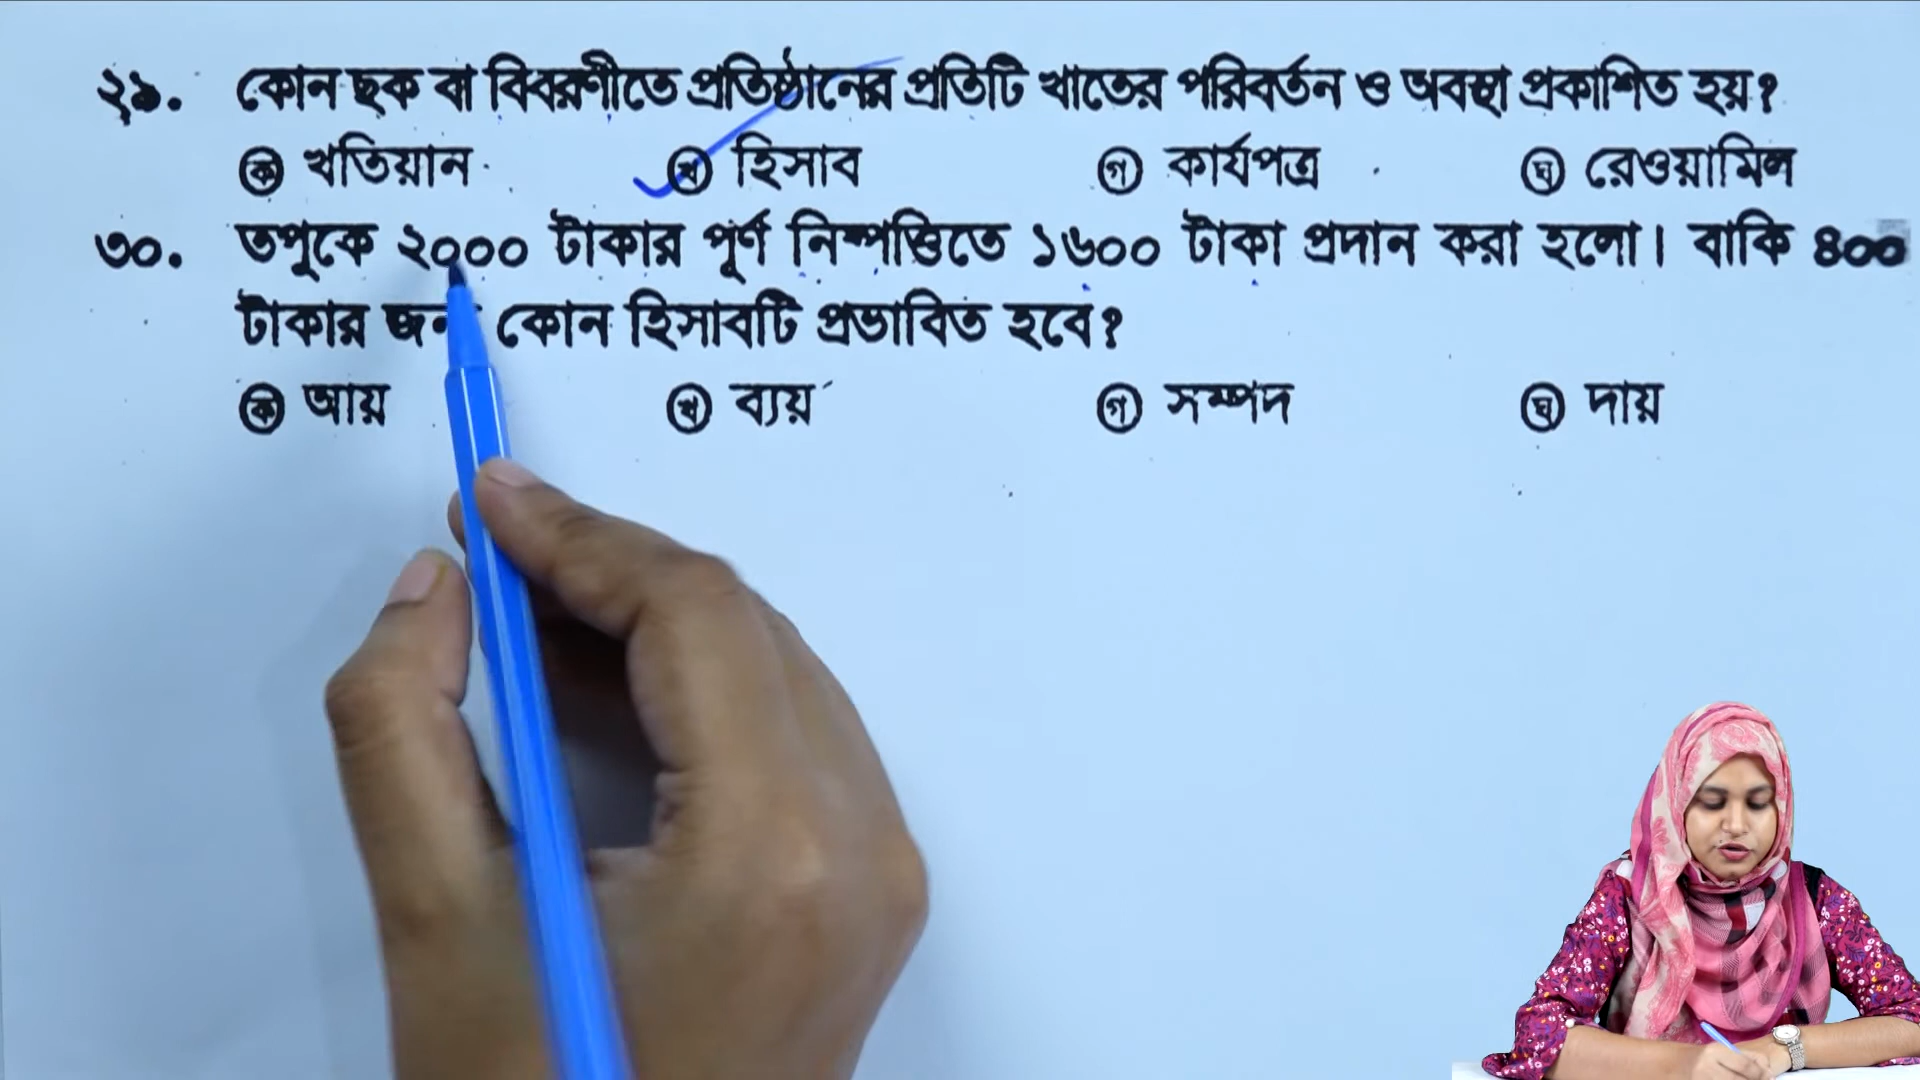 ২৯. কোন ছক বা বিবরণীতে প্রতিষ্ঠানের প্রতিটি খাতের পরিবর্তন ও অবস্থা প্রকাশিত হয়?
ক খতিয়ান খ হিসাব গ কার্যপত্র ঘ রেওয়ামিল
৩০. তপুকে ২০০০ টাকার পূর্ণ নিষ্পত্তিতে ১৬০০ টাকা প্রদান করা হলো। বাকি ৪০০
টাকার জন্য কোন হিসাবটি প্রভাবিত হবে?
ক আয় খ ব্যয় গ সম্পদ ঘ দায়